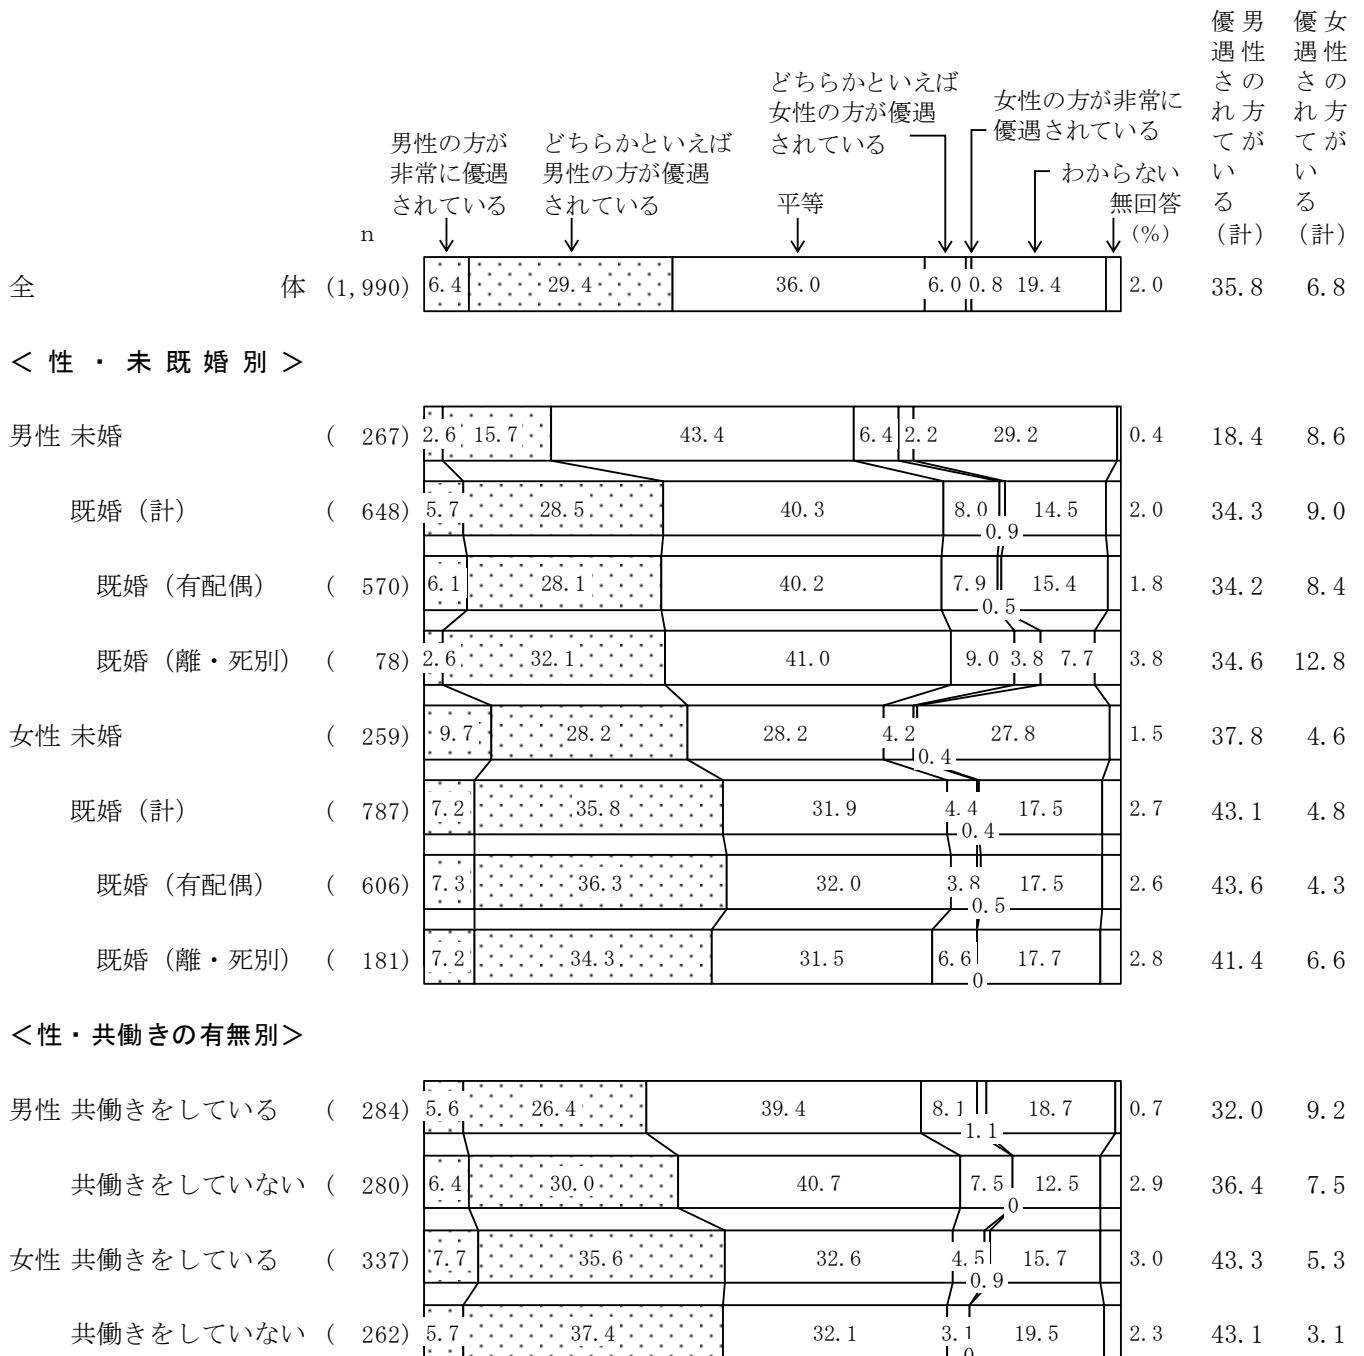 男性の方が優遇されている（計）
女性の方が優遇されている（計）
男性の方が
非常に優遇
されている
どちらかといえば
男性の方が優遇
されている
平等
どちらかといえば
女性の方が優遇
されている
女性の方が非常に
優遇されている
わからない
無回答
n
(%)
全体 (1,990) 6.4 29.4 36.0 6.0 0.8 19.4 2.0 35.8 6.8
＜性・未既婚別＞
男性 未婚 ( 267) 2.6 15.7 43.4 6.4 2.2 29.2 0.4 18.4 8.6
既婚（計） ( 648) 5.7 28.5 40.3 8.0 0.9 14.5 2.0 34.3 9.0
既婚（有配偶） ( 570) 6.1 28.1 40.2 7.9 0.5 15.4 1.8 34.2 8.4
既婚（離・死別） ( 78) 2.6 32.1 41.0 9.0 3.8 7.7 3.8 34.6 12.8
女性 未婚 ( 259) 9.7 28.2 28.2 4.2 0.4 27.8 1.5 37.8 4.6
既婚（計） ( 787) 7.2 35.8 31.9 4.4 0.4 17.5 2.7 43.1 4.8
既婚（有配偶） ( 606) 7.3 36.3 32.0 3.8 0.5 17.5 2.6 43.6 4.3
既婚（離・死別） ( 181) 7.2 34.3 31.5 6.6 0 17.7 2.8 41.4 6.6
＜性・共働きの有無別＞
男性 共働きをしている ( 284) 5.6 26.4 39.4 8.1 1.1 18.7 0.7 32.0 9.2
共働きをしていない ( 280) 6.4 30.0 40.7 7.5 0 12.5 2.9 36.4 7.5
女性 共働きをしている ( 337) 7.7 35.6 32.6 4.5 0.9 15.7 3.0 43.3 5.3
共働きをしていない ( 262) 5.7 37.4 32.1 3.1 0 19.5 2.3 43.1 3.1